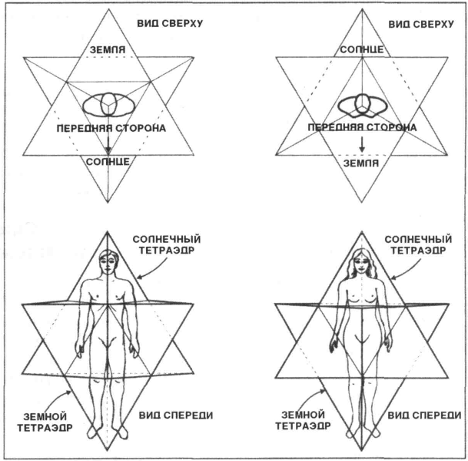 ВИД СВЕРХУ
ЗЕМЛЯ
ПЕРЕДНЯЯ СТОРОНА
СОЛНЦЕ
ВИД СВЕРХУ
СОЛНЦЕ
ПЕРЕДНЯЯ СТОРОНА
ЗЕМЛЯ
СОЛНЕЧНЫЙ
ТЕТРАЭДР
ЗЕМНОЙ
ТЕТРАЭДР
ВИД СПЕРЕДИ
СОЛНЕЧНЫЙ
ТЕТРАЭДР
ЗЕМНОЙ
ТЕТРАЭДР
ВИД СПЕРЕДИ